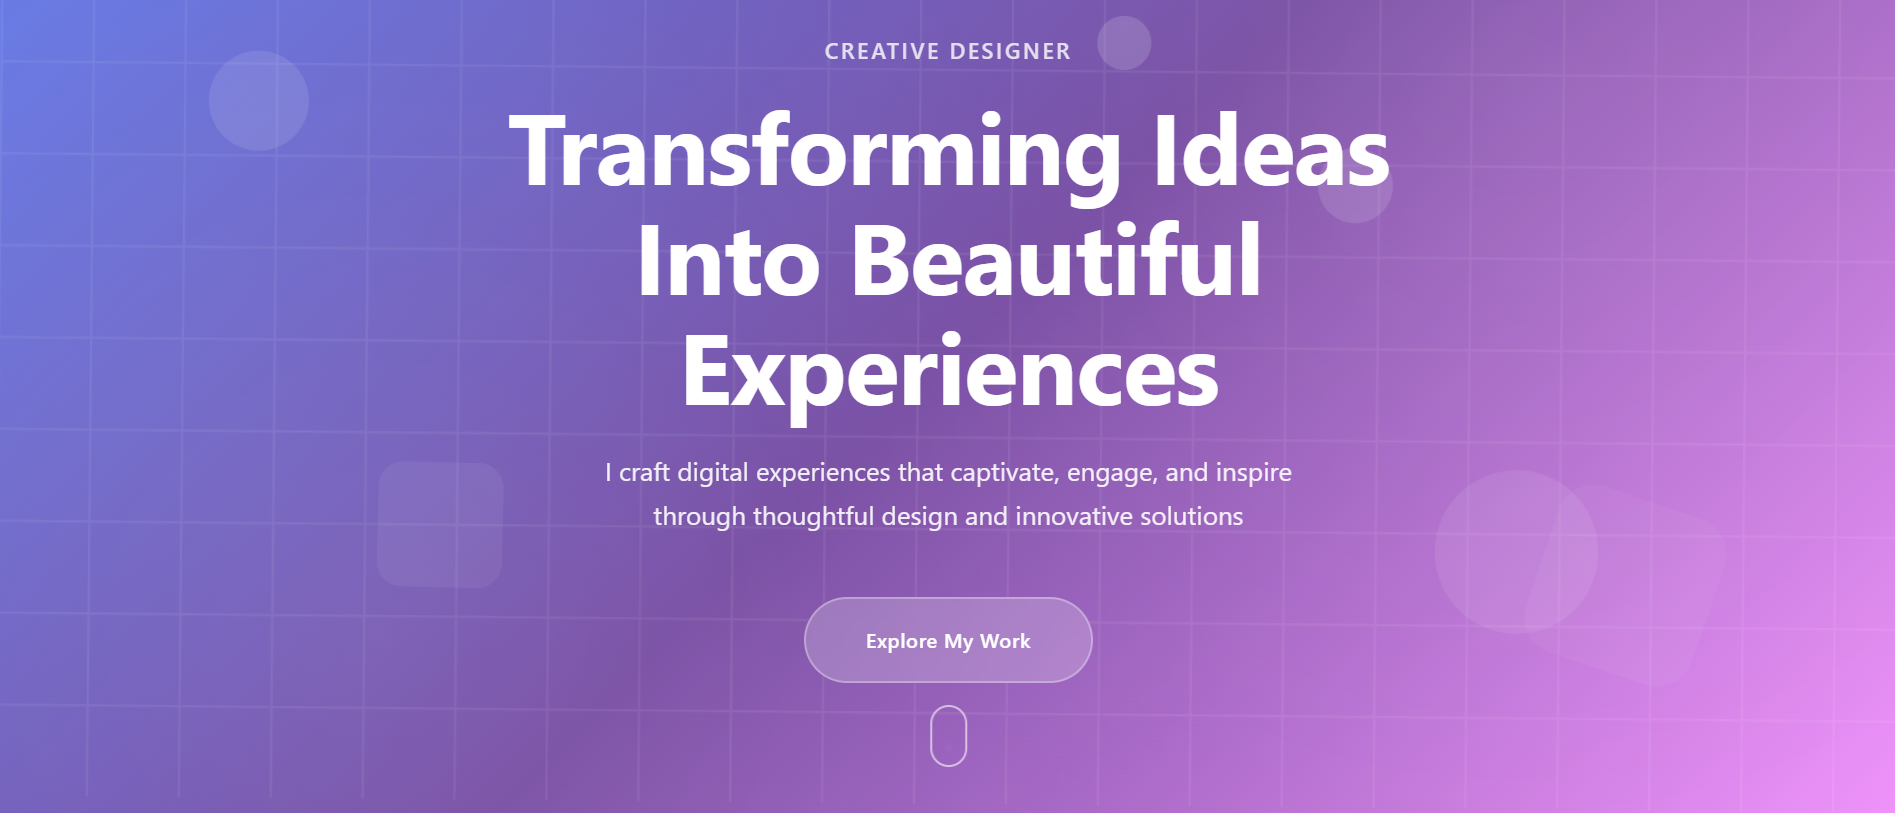 CREATIVE DESIGNER
Transforming Ideas
Into Beautiful
Experiences
I craft digital experiences that captivate, engage, and inspire
through thoughtful design and innovative solutions
Explore My Work